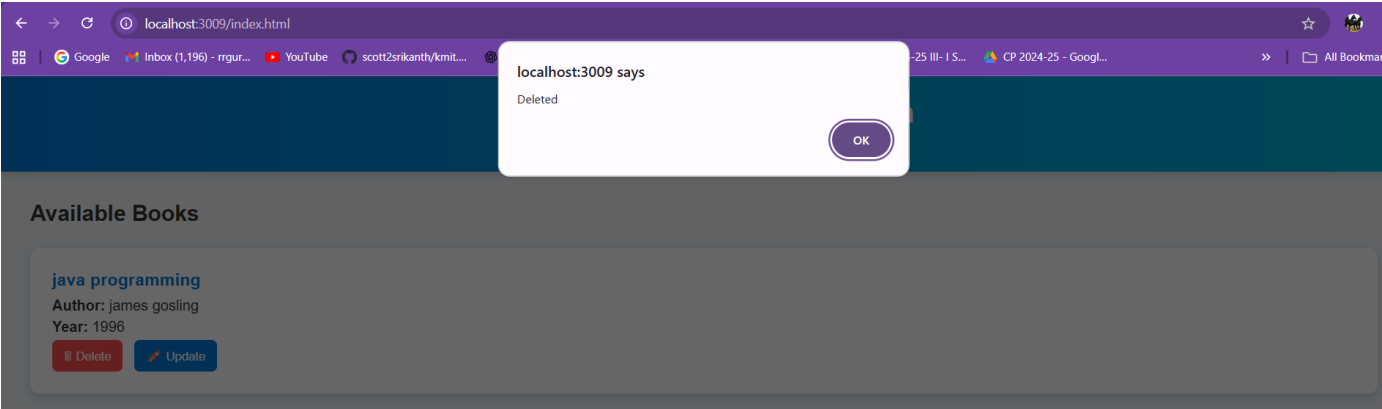 localhost:3009/index.html
Google Inbox (1,196) - rrgur... YouTube scott2srikanth/kmit.... -25 III- I S... CP 2024-25 - Googl... » All Bookmar
localhost:3009 says
Deleted
OK
Available Books
java programming
Author: james gosling
Year: 1996
Delete Update